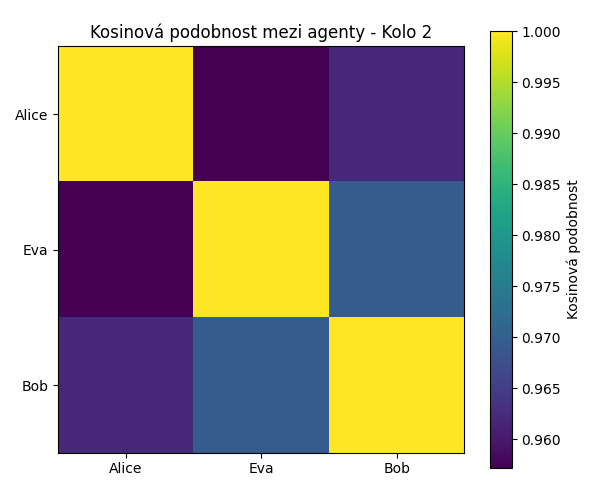 Kosinová podobnost mezi agenty - Kolo 2
Alice
Eva
Bob
Alice Eva Bob
1.000
0.995
0.990
0.985
0.980
0.975
0.970
0.965
0.960
Kosinová podobnost